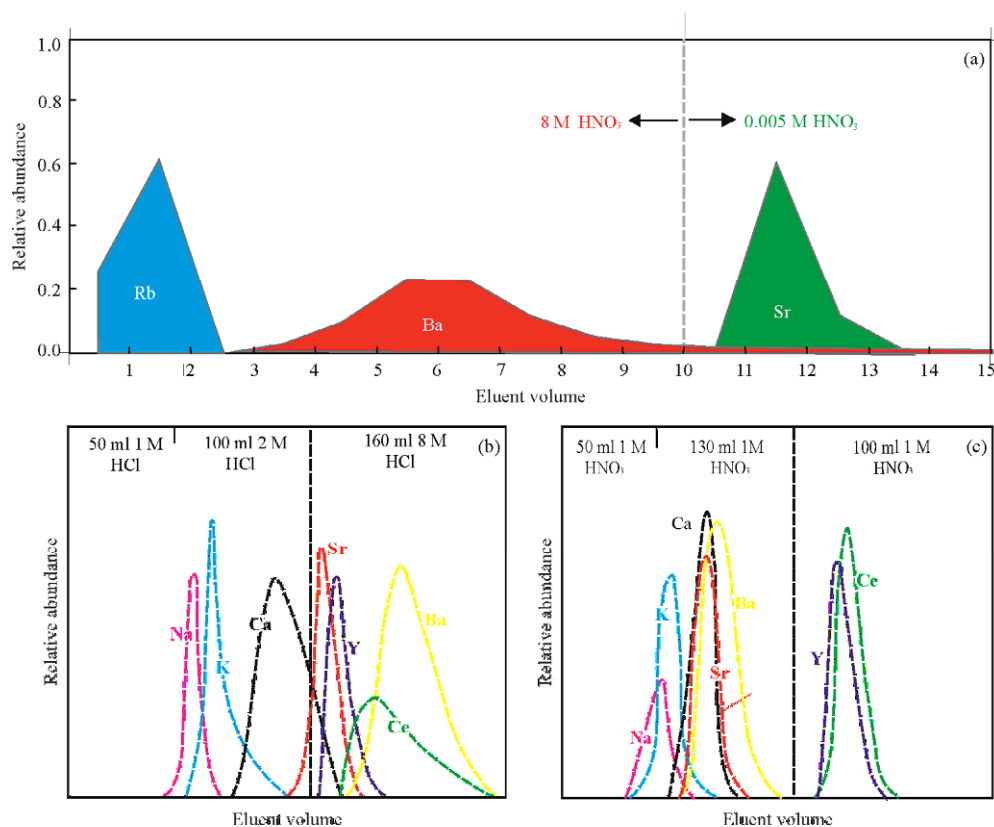 (a)
1.0
0.8
0.6
0.4
0.2
0.0
Relative abundance
8 M HNO₃
0.005 M HNO₃
Rb
Ba
Sr
1 2 3 4 5 6 7 8 9 10 11 12 13 14 15
Eluent volume
50 ml 1 M
HCl
100 ml 2 M
HCl
160 ml 8 M
HCl
(b)
Relative abundance
Na
K
Ca
Sr
Y
Ce
Ba
Eluent volume
50 ml 1 M
HNO₃
130 ml 1M
HNO₃
100 ml 1 M
HNO₃
(c)
Relative abundance
Na
K
Ca
Sr
Ba
Y
Ce
Eluent volume